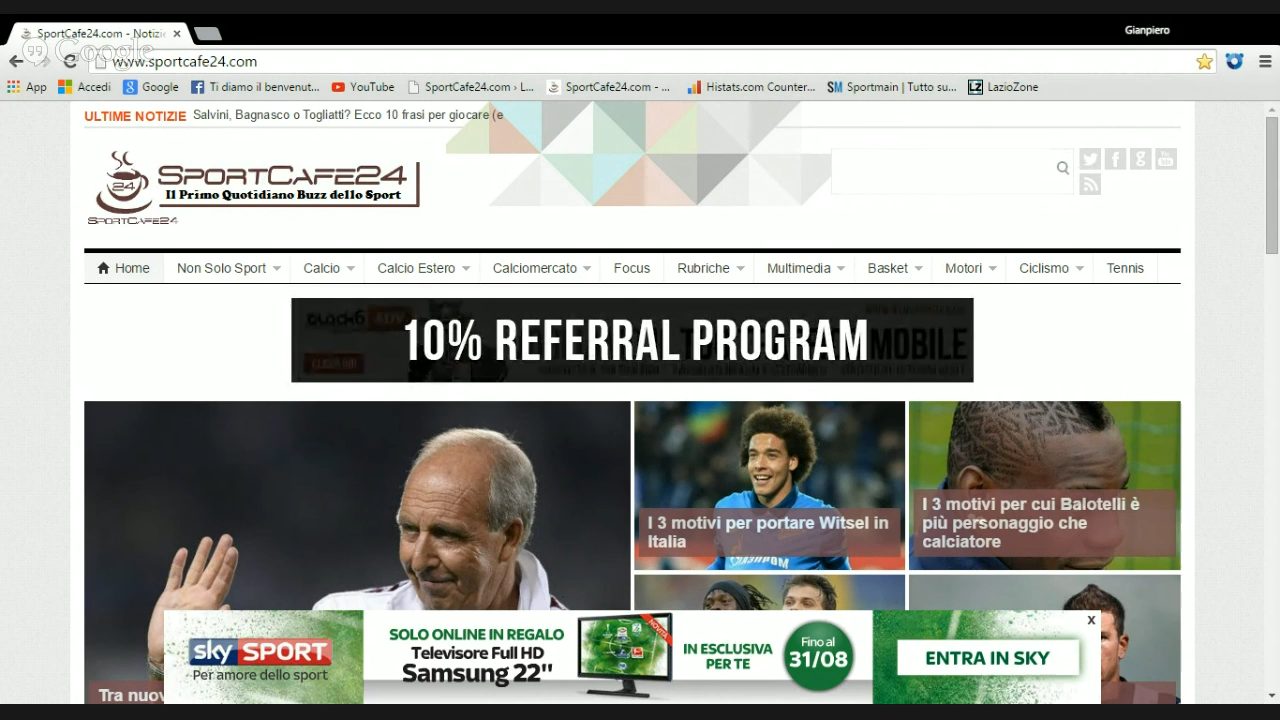 SportCafe24.com - Notizie
Gianpiero
Google
www.sportcafe24.com
App
Accedi
Google
Ti diamo il benvenut...
YouTube
SportCafe24.com › L...
SportCafe24.com - ...
Histats.com Counter...
Sportmain | Tutto su...
LazioZone
ULTIME NOTIZIE Salvini, Bagnasco o Togliatti? Ecco 10 frasi per giocare (e
24
SPORTCAFE24
Il Primo Quotidiano Buzz dello Sport
SPORTCAFE24
Home Non Solo Sport Calcio Calcio Estero Calciomercato Focus Rubriche Multimedia Basket Motori Ciclismo Tennis
10% REFERRAL PROGRAM
MOBILE
I 3 motivi per portare Witsel in
Italia
I 3 motivi per cui Balotelli è
più personaggio che
calciatore
Tra nuov
sky SPORT
Per amore dello sport
SOLO ONLINE IN REGALO
Televisore Full HD
Samsung 22"
NOVITÀ
IN ESCLUSIVA
PER TE
Fino al
31/08
ENTRA IN SKY
X